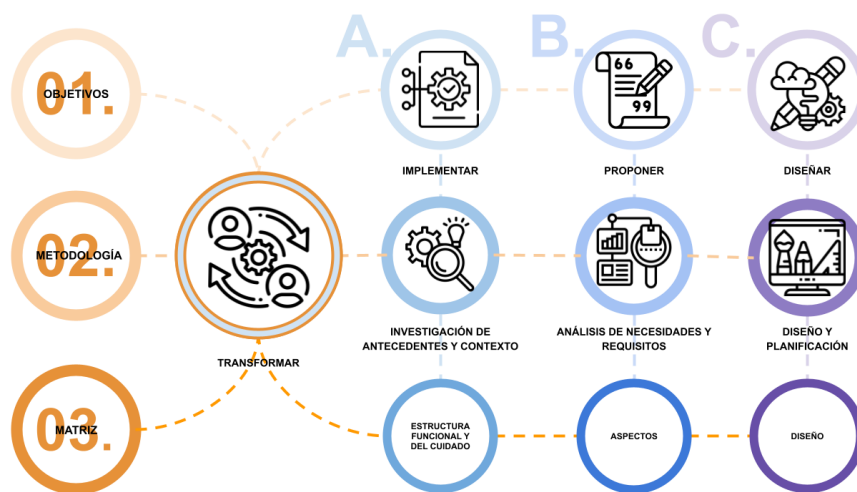 A.
B.
C.
01.
OBJETIVOS
66
99
IMPLEMENTAR
PROPONER
DISEÑAR
02.
METODOLOGÍA
TRANSFORMAR
INVESTIGACIÓN DE
ANTECEDENTES Y CONTEXTO
ANÁLISIS DE NECESIDADES Y
REQUISITOS
DISEÑO Y
PLANIFICACIÓN
03.
MATRIZ
ESTRUCTURA
FUNCIONAL Y
DEL CUIDADO
ASPECTOS
DISEÑO